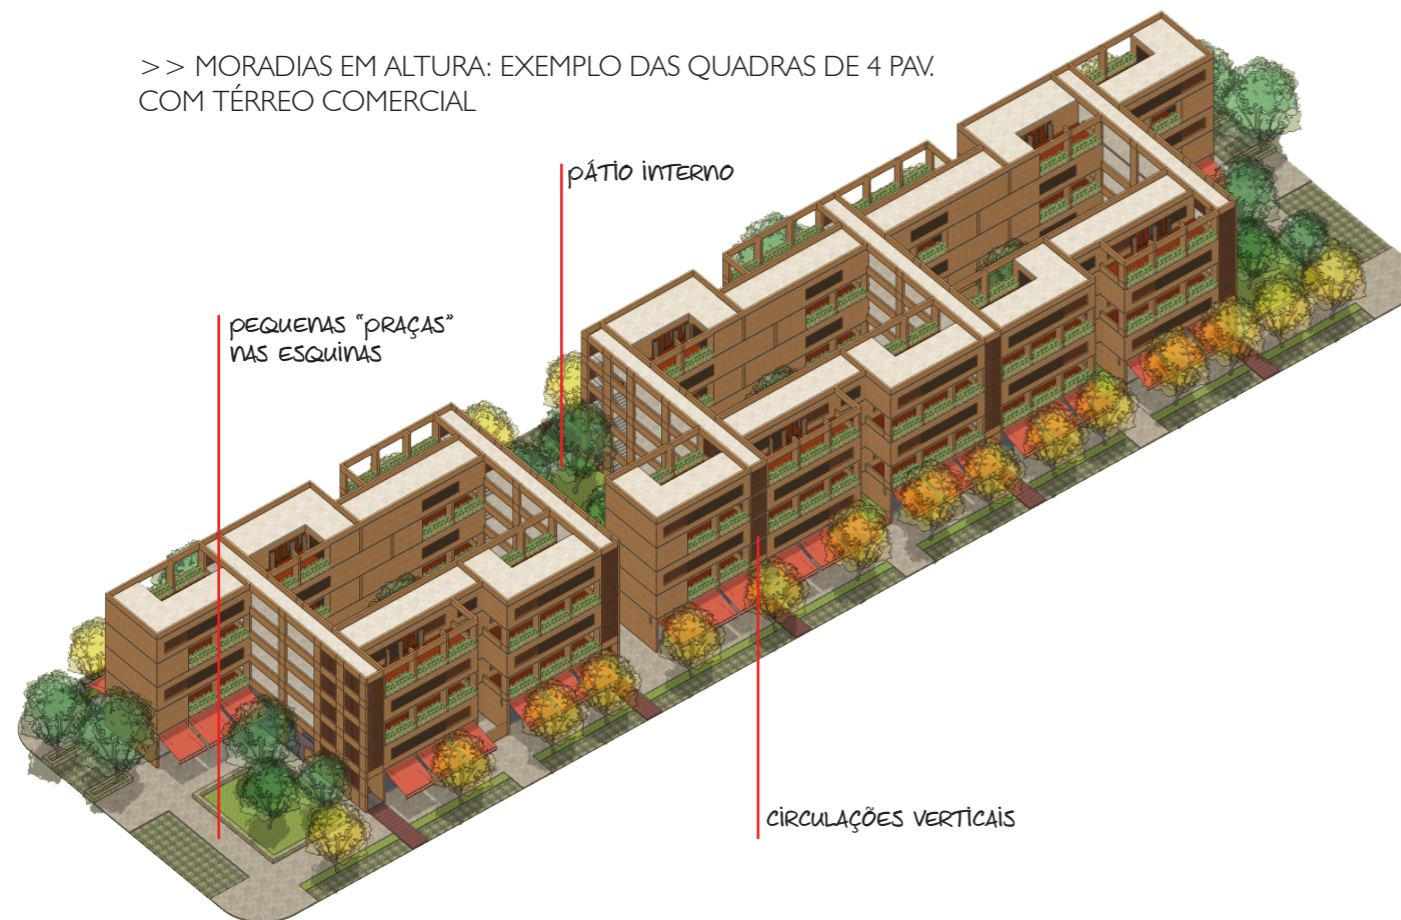 >> MORADIAS EM ALTURA: EXEMPLO DAS QUADRAS DE 4 PAV.
COM TÉRREO COMERCIAL
PÁTIO INTERNO
PEQUENAS “PRAÇAS”
NAS ESQUINAS
CIRCULAÇÕES VERTICAIS